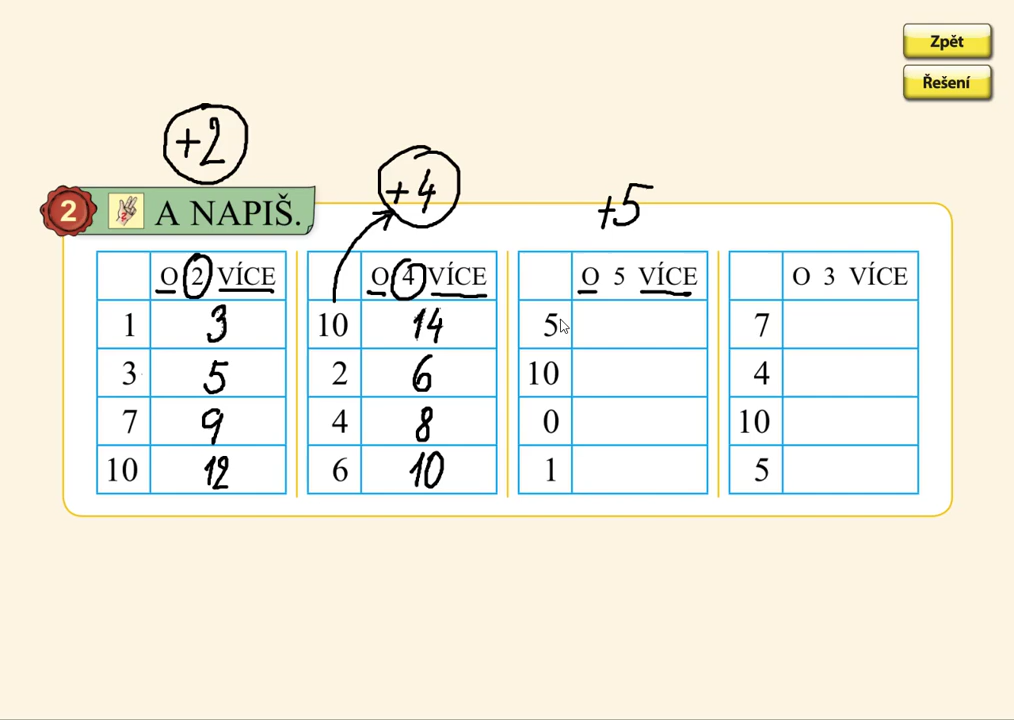 Zpět
Řešení
+2
+4
+5
2 A NAPIŠ.
O 2 VÍCE
1 3
3 5
7 9
10 12
O 4 VÍCE
10 14
2 6
4 8
6 10
O 5 VÍCE
5
10
0
1
O 3 VÍCE
7
4
10
5